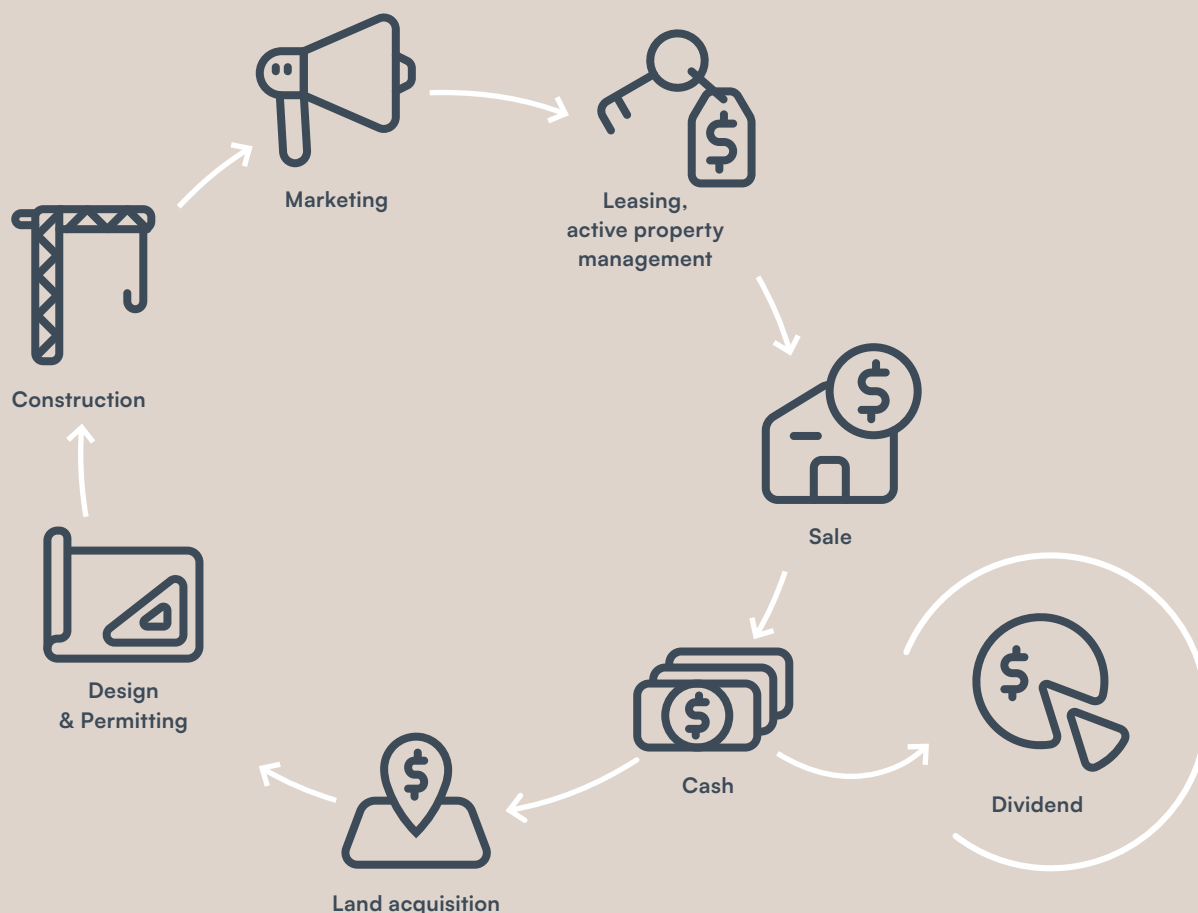 Marketing
Leasing,
active property
management
Construction
Sale
Design
& Permitting
Cash
Dividend
Land acquisition